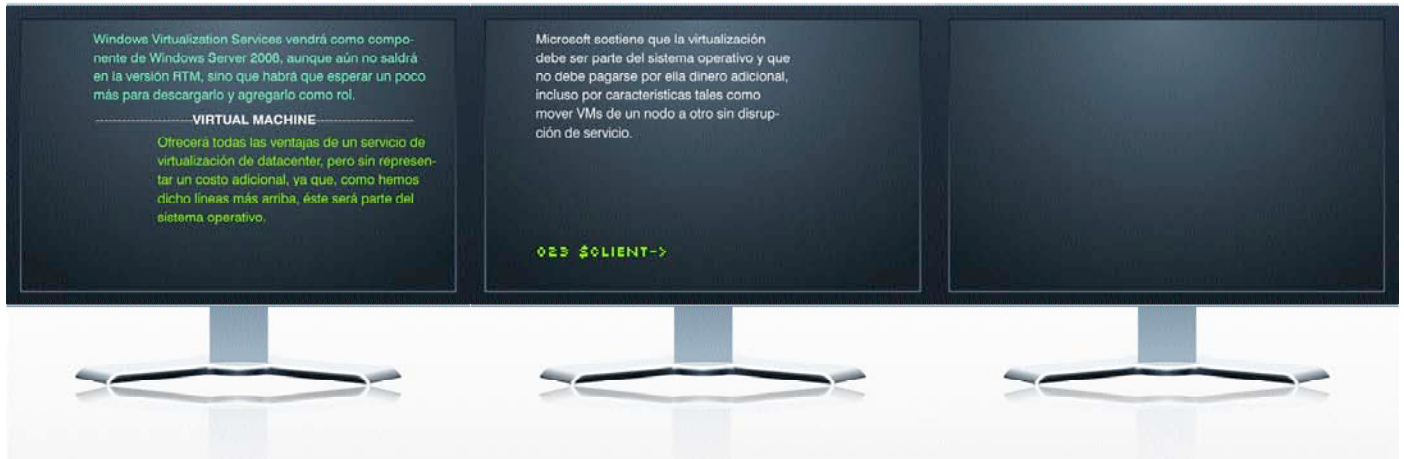 Windows Virtualization Services vendrá como compo-
nente de Windows Server 2008, aunque aún no saldrá
en la versión RTM, sino que habrá que esperar un poco
más para descargarlo y agregarlo como rol.
VIRTUAL MACHINE
Ofrecerá todas las ventajas de un servicio de
virtualización de datacenter, pero sin represen-
tar un costo adicional, ya que, como hemos
dicho líneas más arriba, éste será parte del
sistema operativo.
Microsoft sostiene que la virtualización
debe ser parte del sistema operativo y que
no debe pagarse por ella dinero adicional,
incluso por características tales como
mover VMs de un nodo a otro sin disrup-
ción de servicio.
023 $CLIENT->